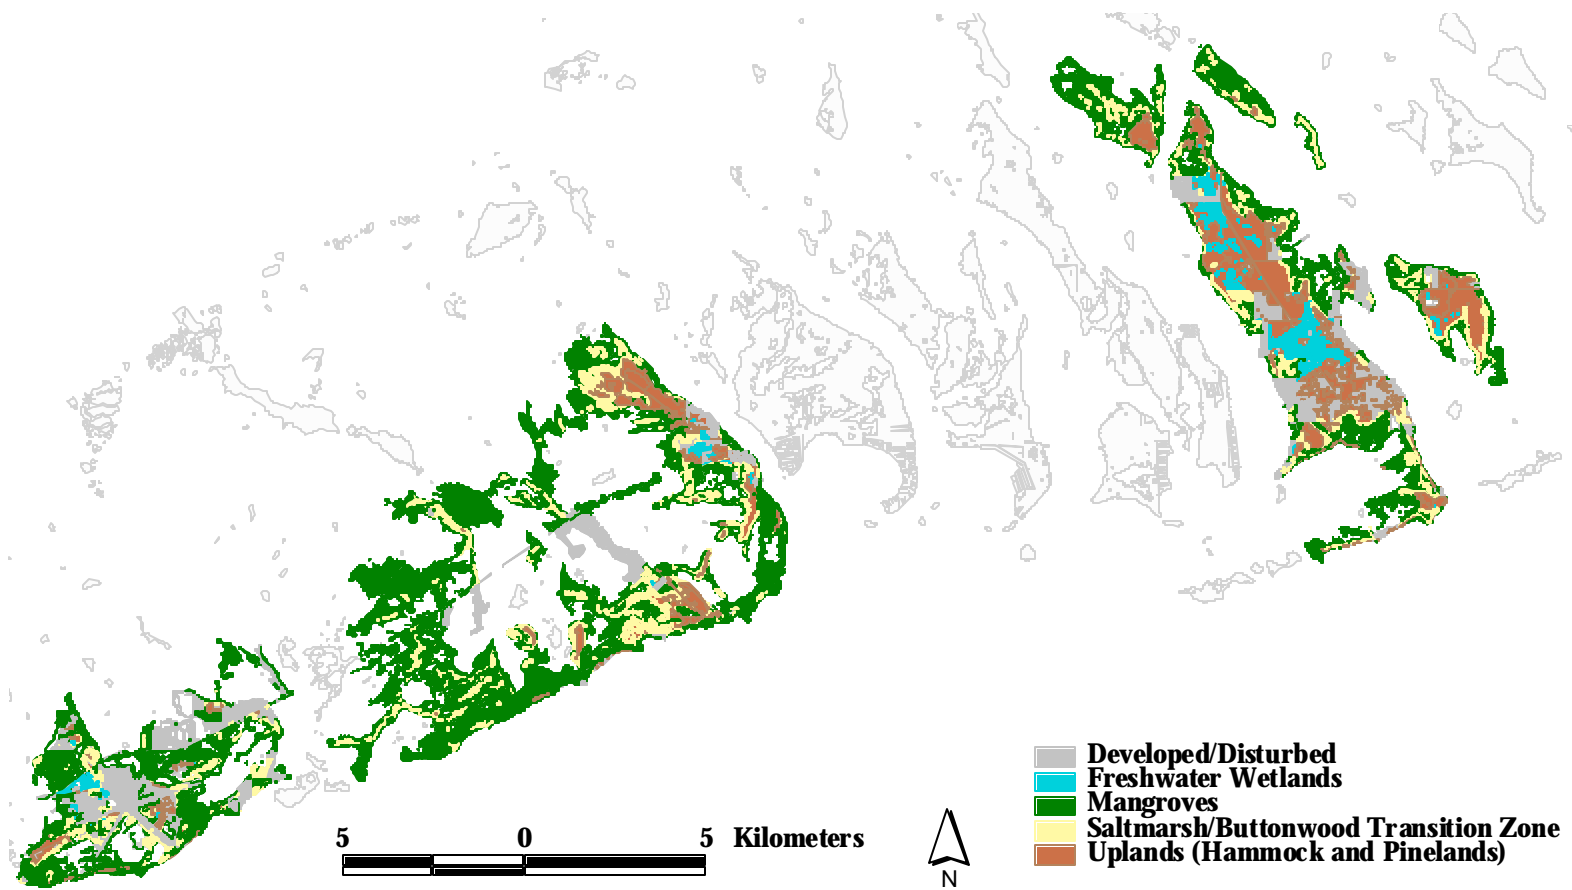 Developed/Disturbed
Freshwater Wetlands
Mangroves
Saltmarsh/Buttonwood Transition Zone
Uplands (Hammock and Pinelands)
5 0 5 Kilometers
N